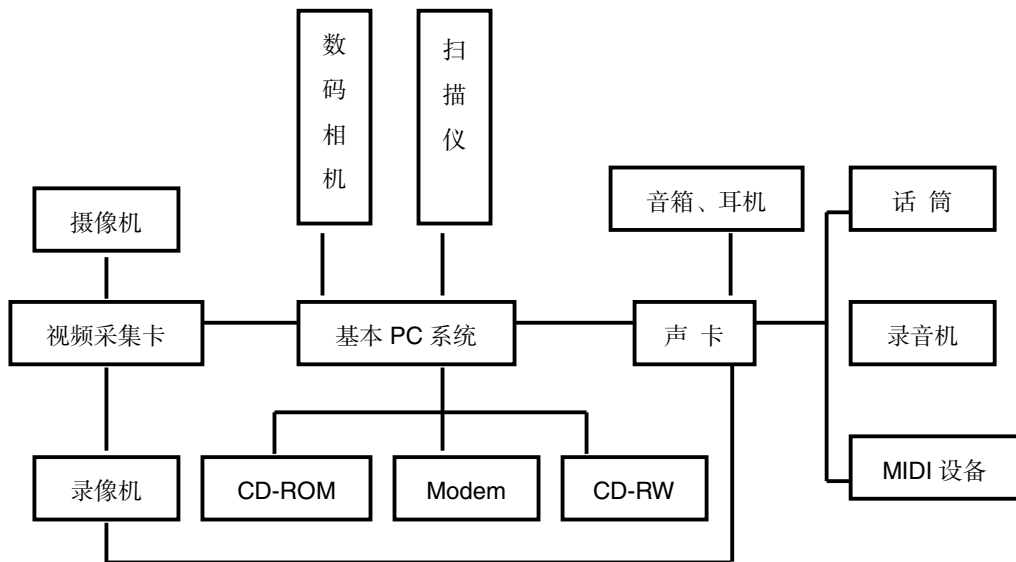 数码相机
扫描仪
摄像机
音箱、耳机
话 筒
视频采集卡
基本 PC 系统
声 卡
录音机
录像机
CD-ROM
Modem
CD-RW
MIDI 设备